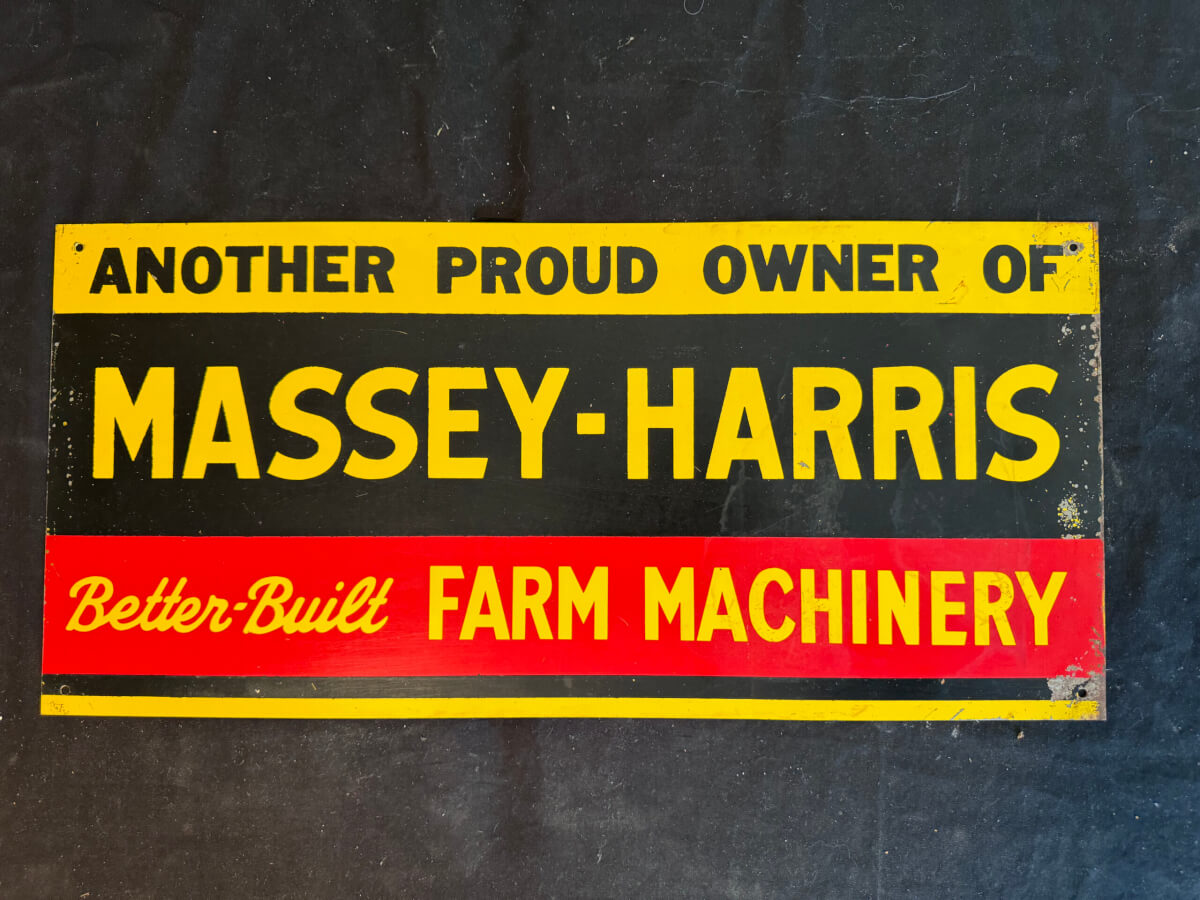 ANOTHER PROUD OWNER OF
MASSEY-HARRIS
Better-Built FARM MACHINERY